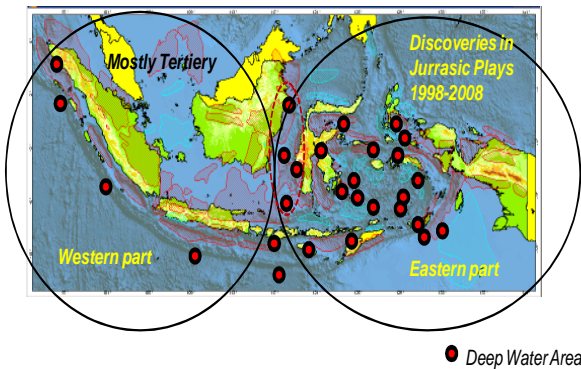 Mostly Tertiery
Discoveries in
Jurrasic Plays
1998-2008
Western part
Eastern part
Deep Water Area